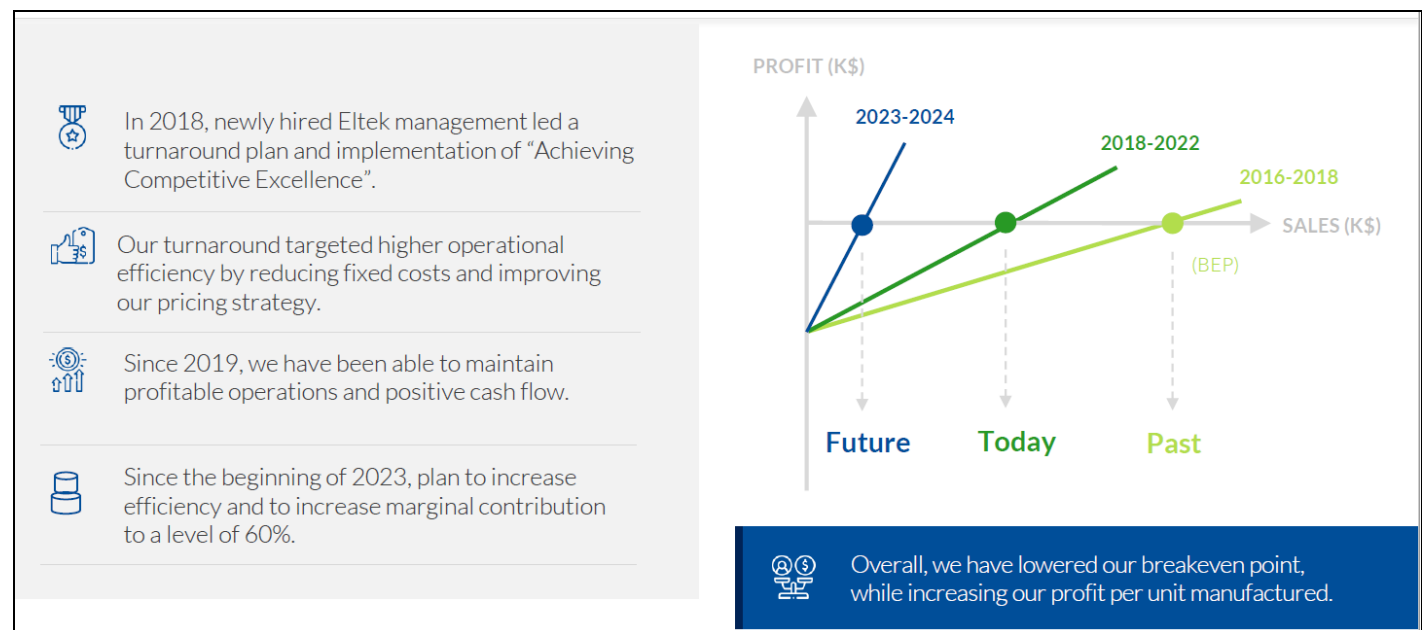 In 2018, newly hired Eltek management led a
turnaround plan and implementation of “Achieving
Competitive Excellence”.
Our turnaround targeted higher operational
efficiency by reducing fixed costs and improving
our pricing strategy.
Since 2019, we have been able to maintain
profitable operations and positive cash flow.
Since the beginning of 2023, plan to increase
efficiency and to increase marginal contribution
to a level of 60%.
PROFIT (K$)
2023-2024
2018-2022
2016-2018
SALES (K$)
(BEP)
Future
Today
Past
Overall, we have lowered our breakeven point,
while increasing our profit per unit manufactured.